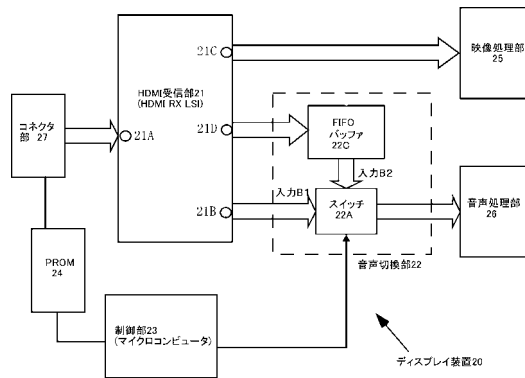 21C
映像処理部
25
HDMI受信部21
(HDMI RX LSI)
コネクタ
部 27
21A
21D
FIFO
バッファ
22C
入力B2
入力B1
21B
スイッチ
22A
音声処理部
26
音声切換部22
PROM
24
制御部23
(マイクロコンピュータ)
ディスプレイ装置20